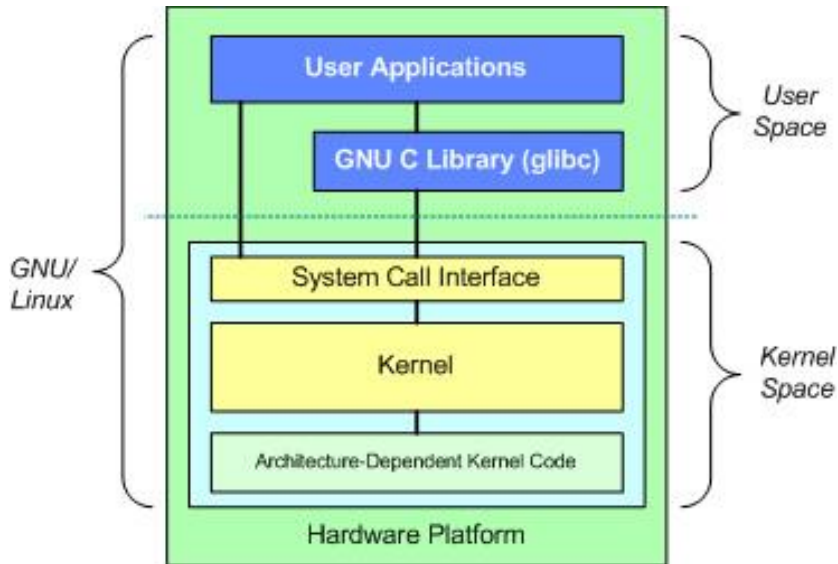 User Applications
User
Space
GNU C Library (glibc)
GNU/
Linux
System Call Interface
Kernel
Kernel
Space
Architecture-Dependent Kernel Code
Hardware Platform